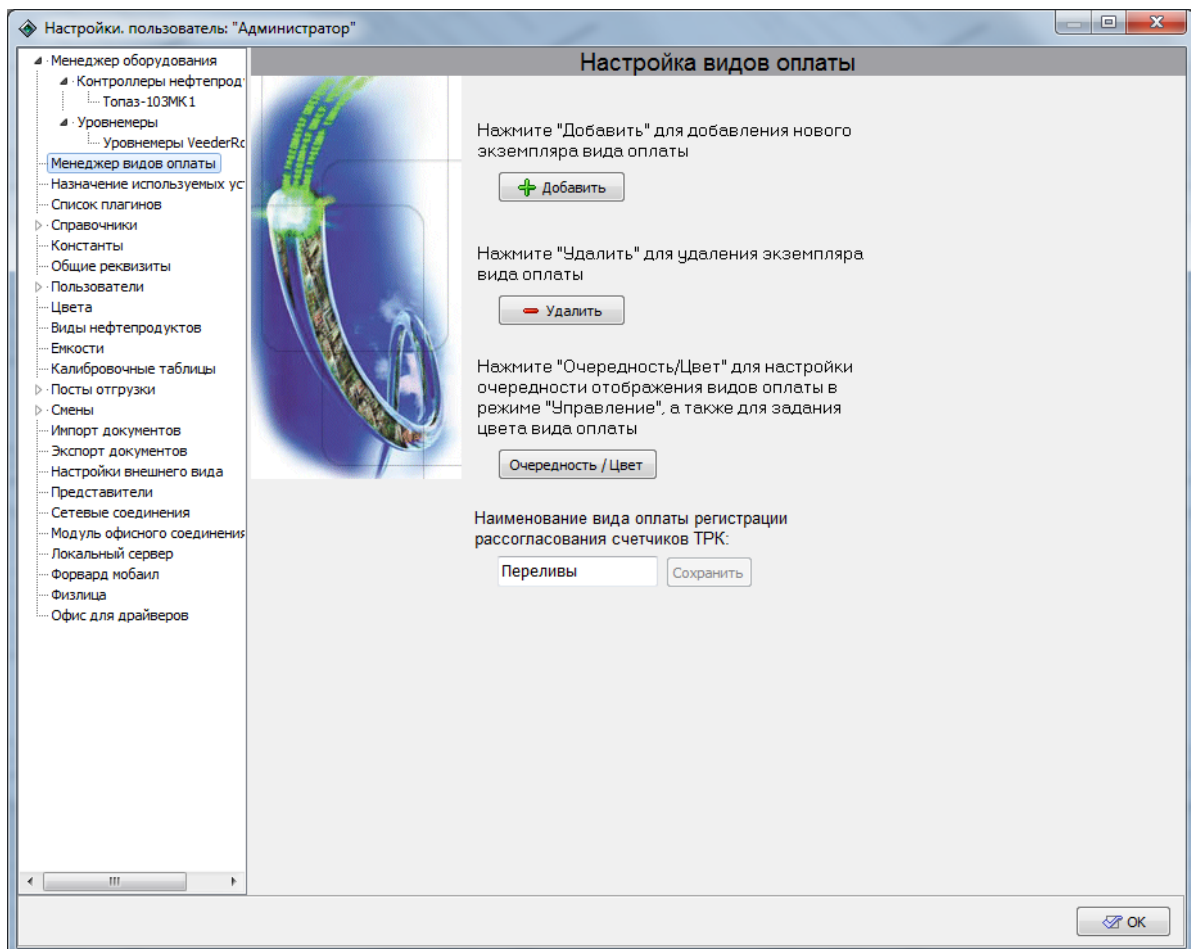 Настройки. пользователь: "Администратор"
Менеджер оборудования
Контроллеры нефтепрод
Топаз-103МК1
Уровнемеры
Уровнемеры VeederRo
Менеджер видов оплаты
Назначение используемых ус
Список плагинов
Справочники
Константы
Общие реквизиты
Пользователи
Цвета
Виды нефтепродуктов
Емкости
Калибровочные таблицы
Посты отгрузки
Смены
Импорт документов
Экспорт документов
Настройки внешнего вида
Представители
Сетевые соединения
Модуль офисного соединения
Локальный сервер
Форвард мобаил
Физлица
Офис для драйверов
Настройка видов оплаты
Нажмите "Добавить" для добавления нового
экземпляра вида оплаты
Добавить
Нажмите "Удалить" для удаления экземпляра
вида оплаты
Удалить
Нажмите "Очередность/Цвет" для настройки
очередности отображения видов оплаты в
режиме "Управление", а также для задания
цвета вида оплаты
Очередность / Цвет
Наименование вида оплаты регистрации
рассогласования счетчиков ТРК:
Переливы
Сохранить
OK